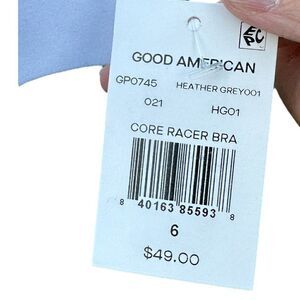 GOOD AMERICAN
GP0745 HEATHER GREY001
021 HG01
CORE RACER BRA
8 40163 85593 8
6
$49.00